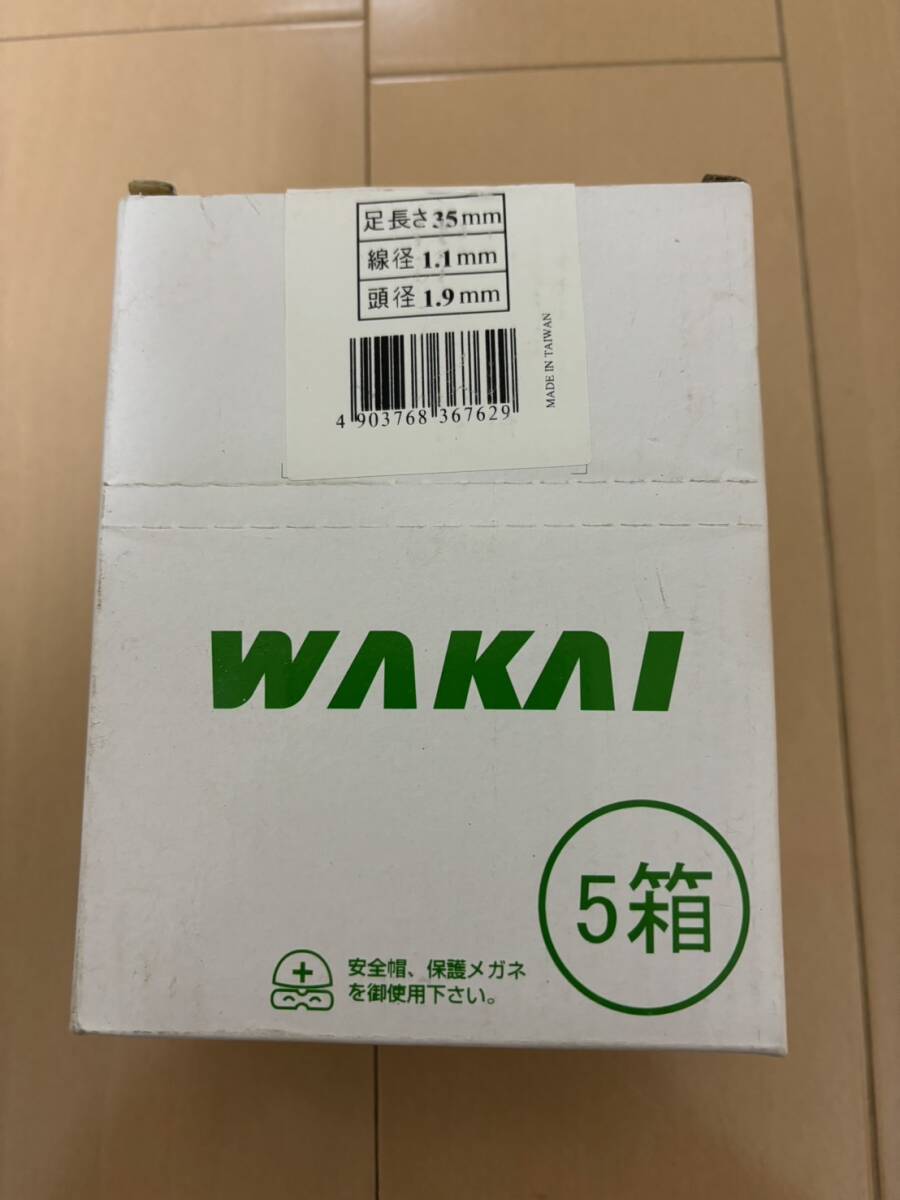 足長さ35mm
線径1.1mm
頭径1.9mm
MADE IN TAIWAN
4 903768 367629
WAKAI
5箱
安全帽、保護メガネ
を御使用下さい。